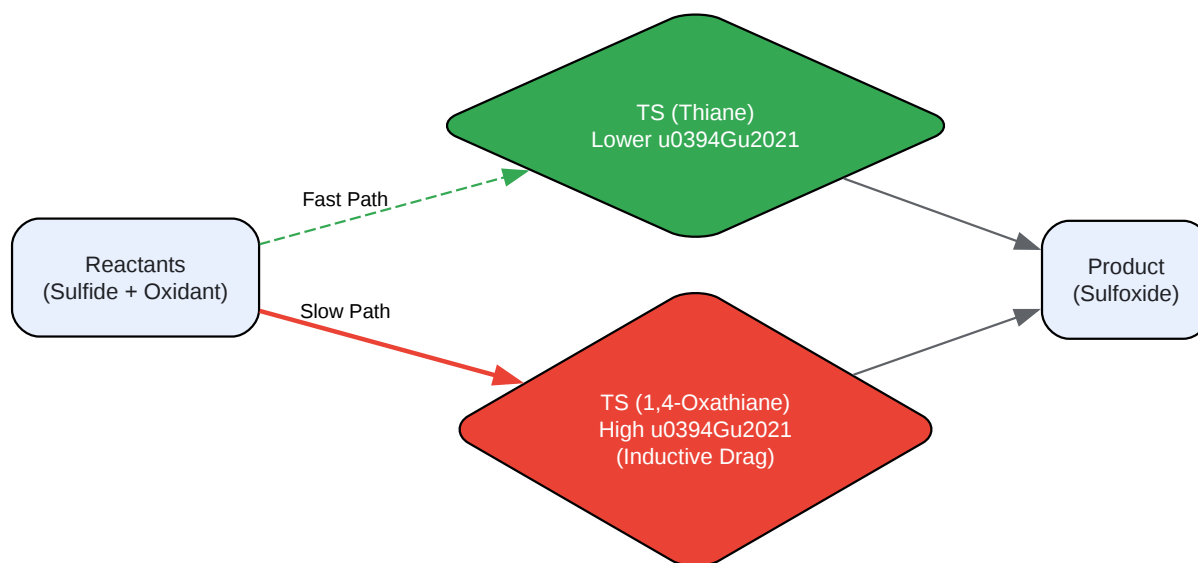 TS (Thiane)
Lower u0394Gu2021
Fast Path
Reactants
(Sulfide + Oxidant)
Product
(Sulfoxide)
Slow Path
TS (1,4-Oxathiane)
High u0394Gu2021
(Inductive Drag)